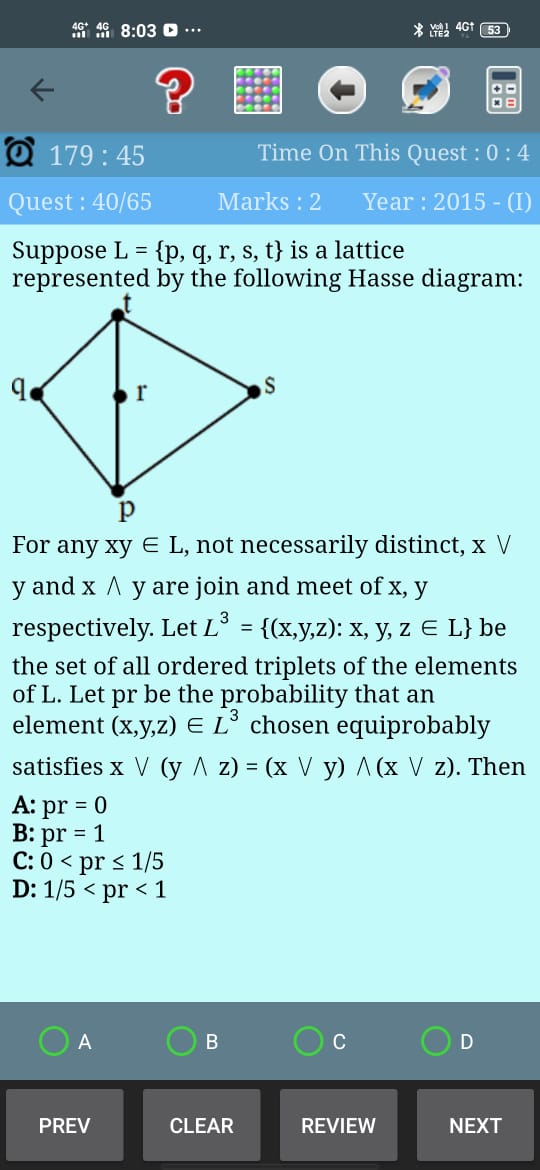 4G+ 4G 8:03 ··· Vo)) 1 LTE2 4G↑ 53
?
179 : 45 Time On This Quest : 0 : 4
Quest : 40/65 Marks : 2 Year : 2015 - (I)
Suppose L = {p, q, r, s, t} is a lattice
represented by the following Hasse diagram:
t
q r s
p
For any xy ∈ L, not necessarily distinct, x ∨
y and x ∧ y are join and meet of x, y
respectively. Let L³ = {(x,y,z): x, y, z ∈ L} be
the set of all ordered triplets of the elements
of L. Let pr be the probability that an
element (x,y,z) ∈ L³ chosen equiprobably
satisfies x ∨ (y ∧ z) = (x ∨ y) ∧(x ∨ z). Then
A: pr = 0
B: pr = 1
C: 0 < pr ≤ 1/5
D: 1/5 < pr < 1
A B C D
PREV CLEAR REVIEW NEXT